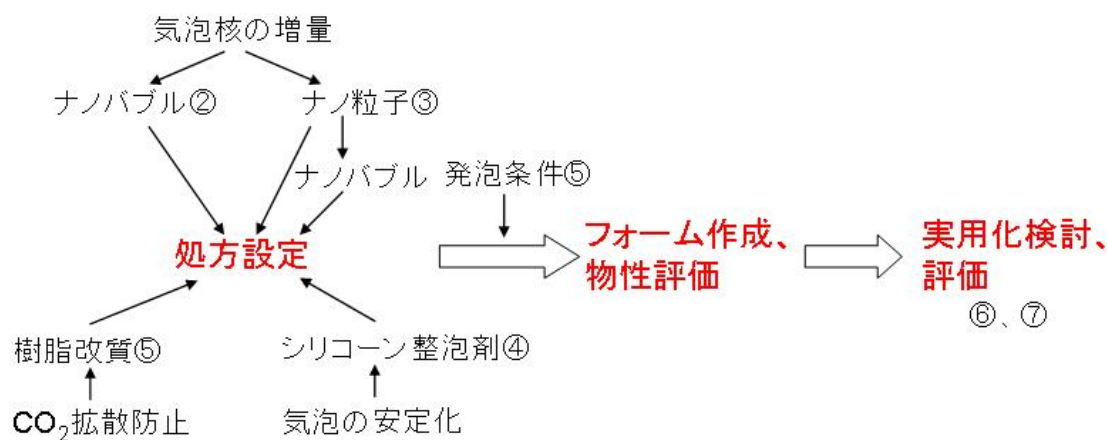 気泡核の増量
ナノバブル②
ナノ粒子③
ナノバブル
発泡条件⑤
処方設定
フォーム作成、
物性評価
実用化検討、
評価
⑥、⑦
樹脂改質⑤
シリコーン整泡剤④
CO₂拡散防止
気泡の安定化